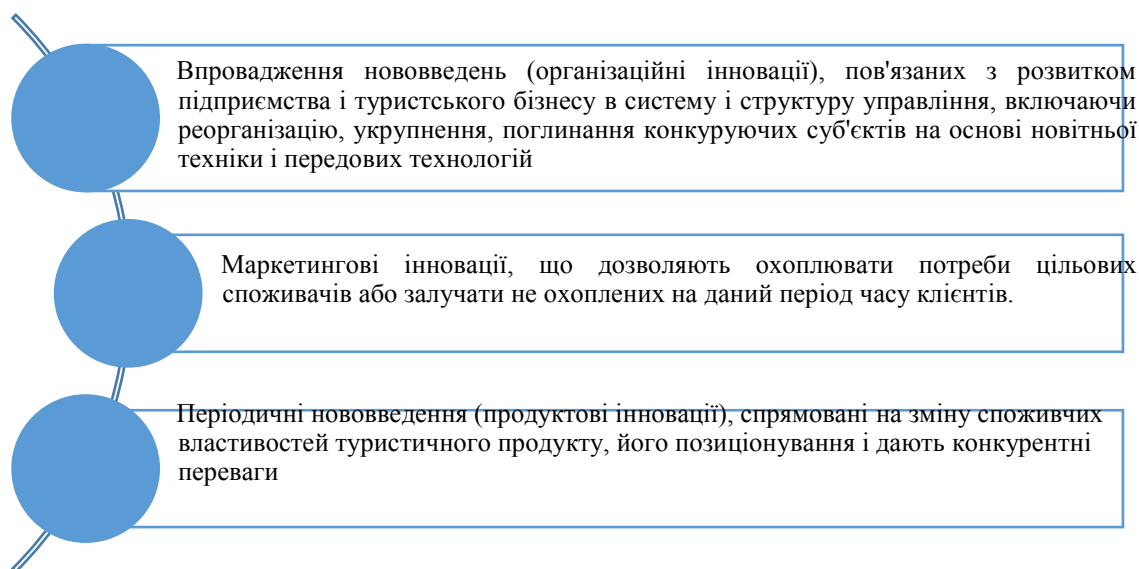 Впровадження нововведень (організаційні інновації), пов'язаних з розвитком
підприємства і туристського бізнесу в систему і структуру управління, включаючи
реорганізацію, укрупнення, поглинання конкуруючих суб'єктів на основі новітньої
техніки і передових технологій
Маркетингові інновації, що дозволяють охоплювати потреби цільових
споживачів або залучати не охоплених на даний період часу клієнтів.
Періодичні нововведення (продуктові інновації), спрямовані на зміну споживчих
властивостей туристичного продукту, його позиціонування і дають конкурентні
переваги